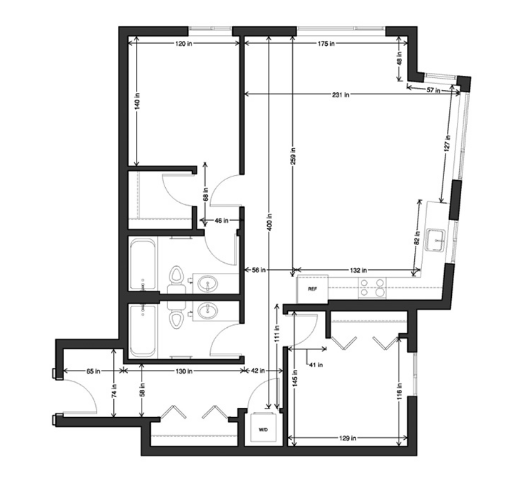 120 in
175 in
48 in
57 in
231 in
140 in
127 in
259 in
68 in
46 in
400 in
82 in
56 in
132 in
REF
111 in
65 in
74 in
58 in
130 in
42 in
145 in
41 in
116 in
W/D
129 in